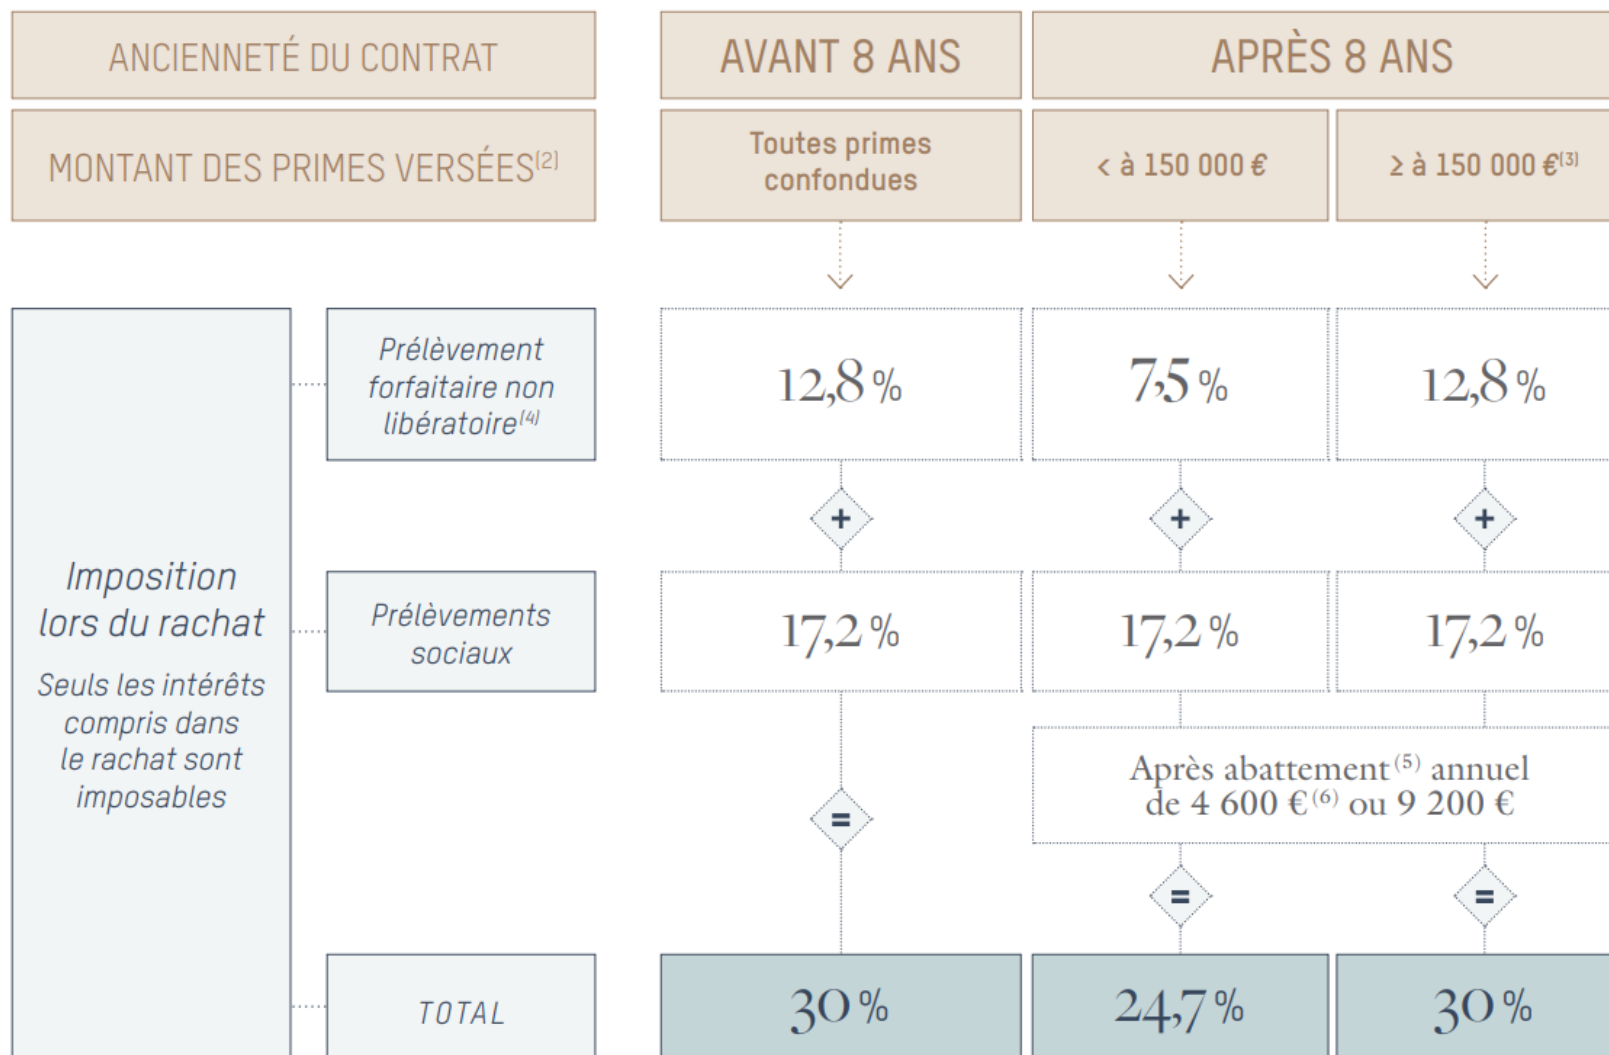 ANCIENNETÉ DU CONTRAT
AVANT 8 ANS
APRÈS 8 ANS
MONTANT DES PRIMES VERSÉES(2)
Toutes primes
confondues
< à 150 000 €
≥ à 150 000 €(3)
Imposition
lors du rachat
Seuls les intérêts
compris dans
le rachat sont
imposables
Prélèvement
forfaitaire non
libératoire(4)
12,8 %
7,5 %
12,8 %
+
+
+
Prélèvements
sociaux
17,2 %
17,2 %
17,2 %
Après abattement(5) annuel
de 4 600 €(6) ou 9 200 €
=
=
=
TOTAL
30 %
24,7 %
30 %